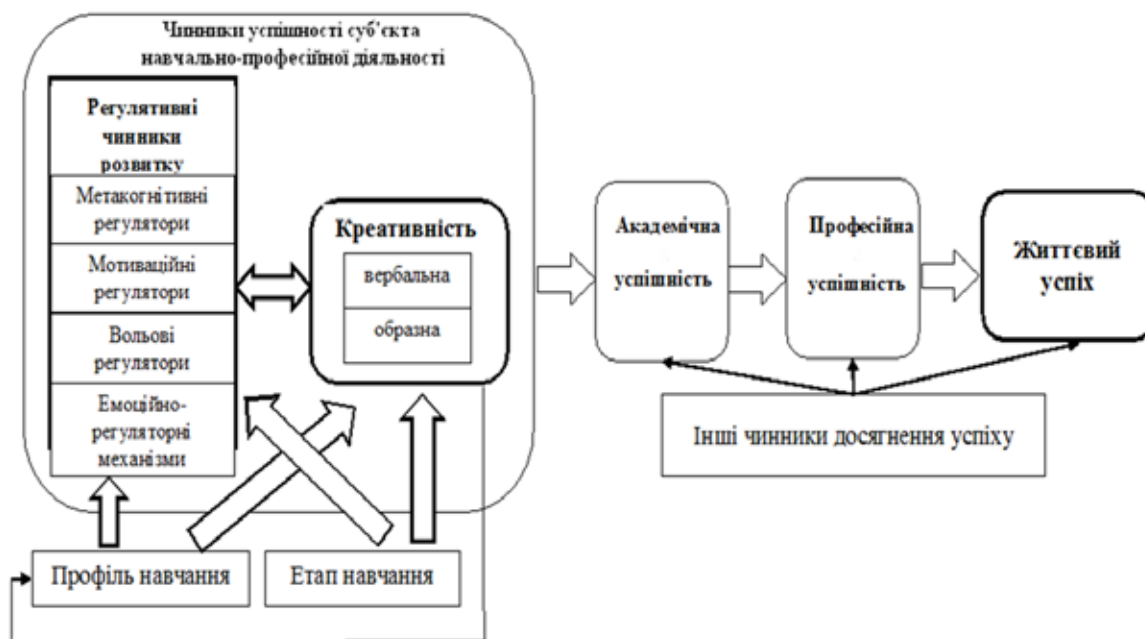 Чинники успішності суб'єкта
навчально-професійної діяльності
Регулятивні
чинники
розвитку
Метакогнітивні
регулятори
Мотиваційні
регулятори
Вольові
регулятори
Емоційно-
регуляторні
механізми
Креативність
вербальна
образна
Академічна
успішність
Професійна
успішність
Життєвий
успіх
Інші чинники досягнення успіху
Профіль навчання
Етап навчання